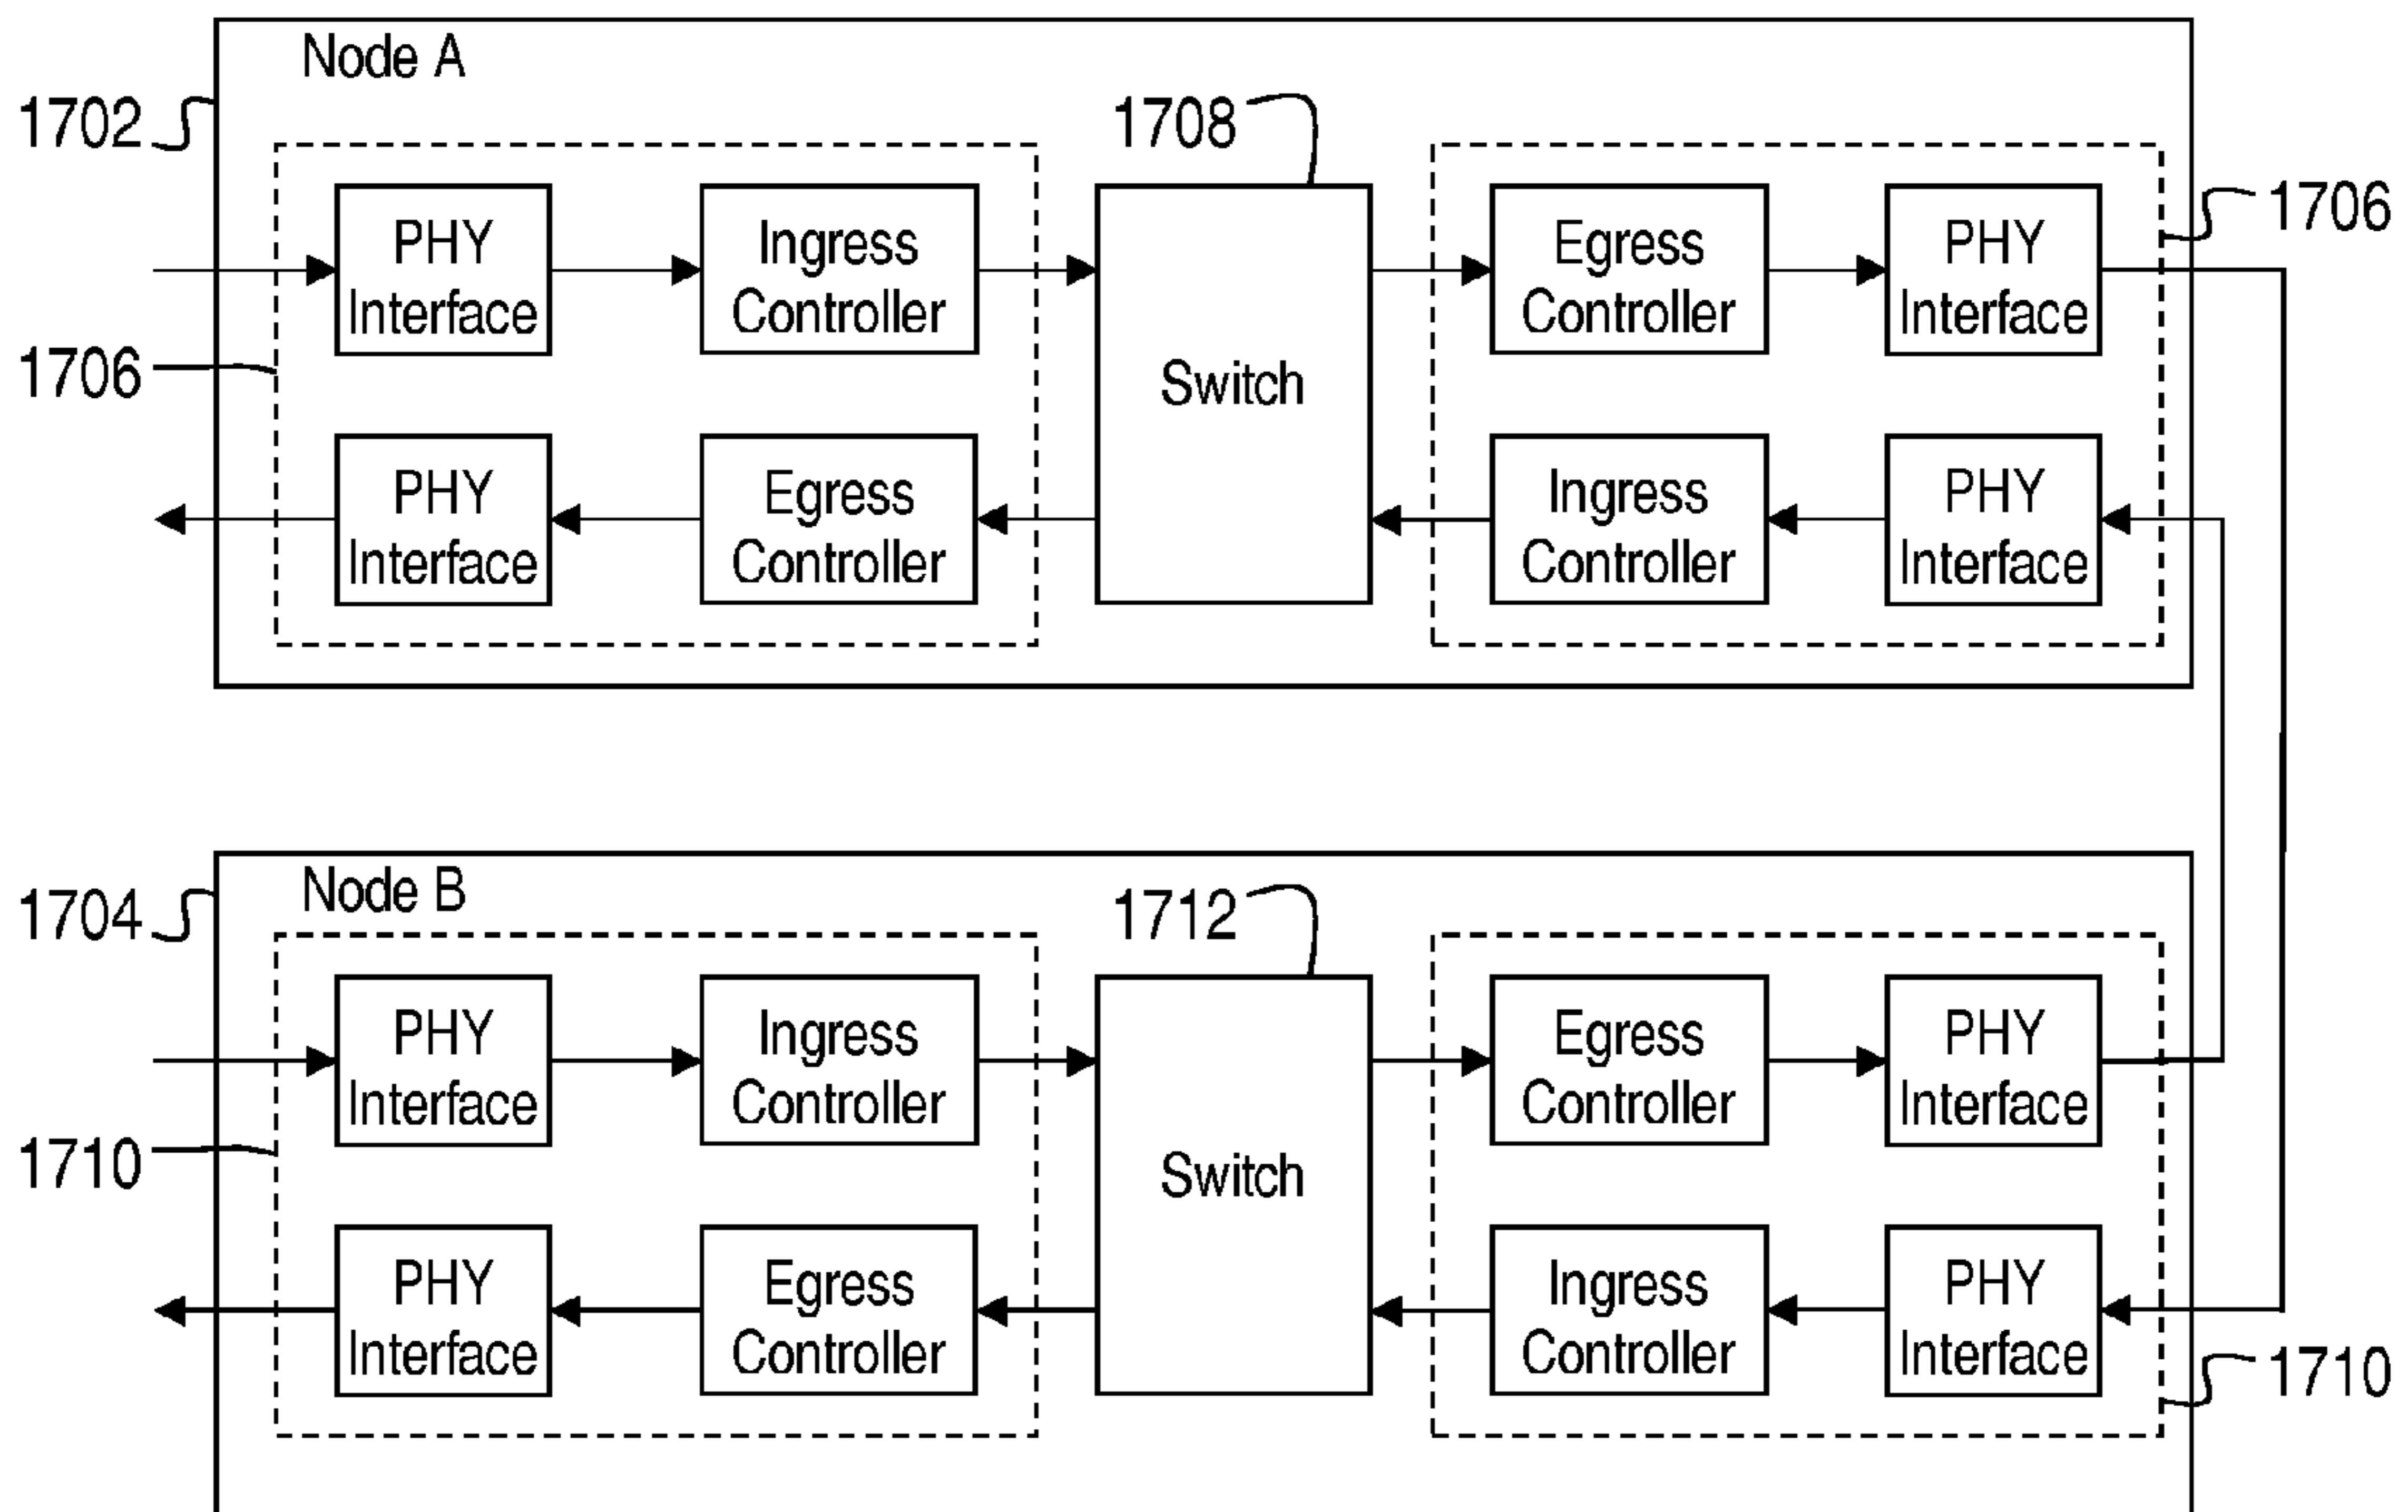 Node A
1702
1708
1706
PHY
Interface
Ingress
Controller
Egress
Controller
PHY
Interface
1706
Switch
PHY
Interface
Egress
Controller
Ingress
Controller
PHY
Interface
Node B
1704
1712
PHY
Interface
Ingress
Controller
Egress
Controller
PHY
Interface
1710
Switch
PHY
Interface
Egress
Controller
Ingress
Controller
PHY
Interface
1710